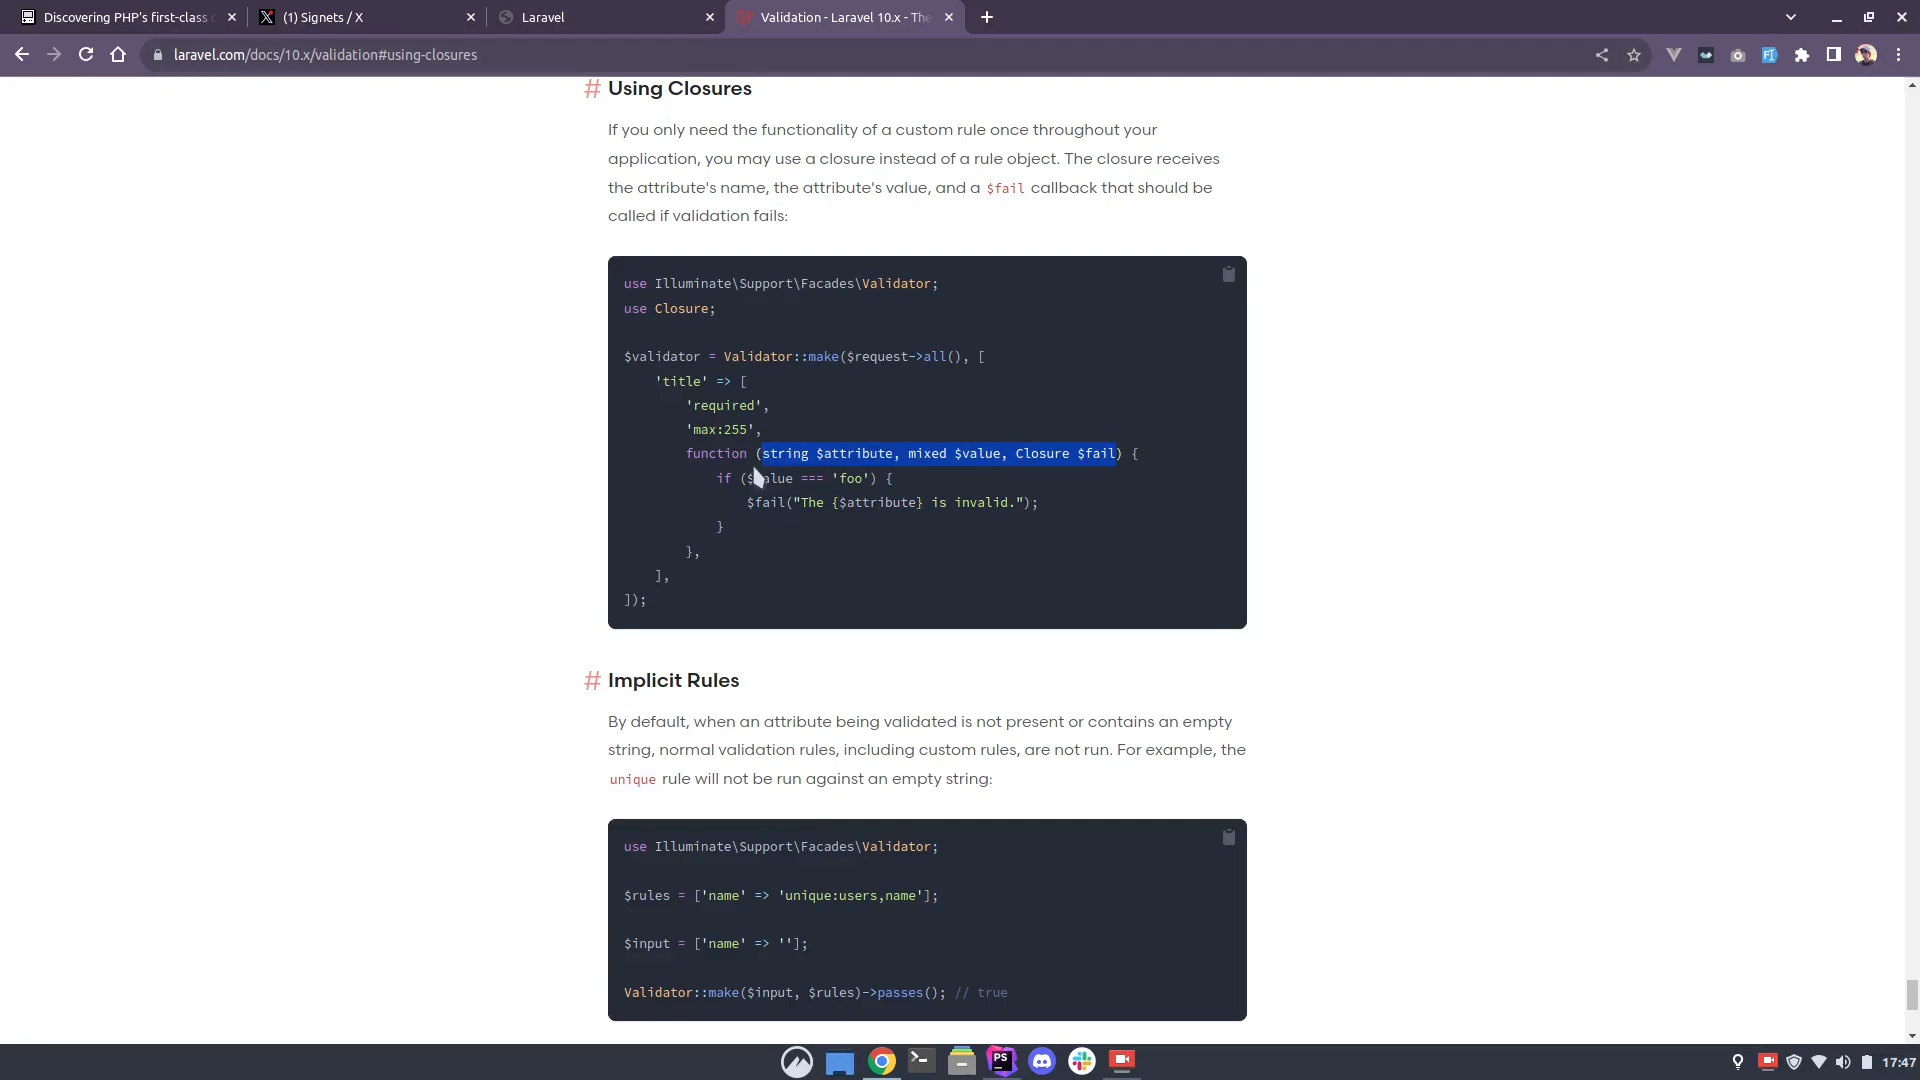 Discovering PHP's first-class
(1) Signets / X
Laravel
Validation - Laravel 10.x - The
laravel.com/docs/10.x/validation#using-closures
# Using Closures
If you only need the functionality of a custom rule once throughout your
application, you may use a closure instead of a rule object. The closure receives
the attribute's name, the attribute's value, and a $fail callback that should be
called if validation fails:
use Illuminate\Support\Facades\Validator;
use Closure;
$validator = Validator::make($request->all(), [
'title' => [
'required',
'max:255',
function (string $attribute, mixed $value, Closure $fail) {
if ($value === 'foo') {
$fail("The {$attribute} is invalid.");
}
},
],
]);
# Implicit Rules
By default, when an attribute being validated is not present or contains an empty
string, normal validation rules, including custom rules, are not run. For example, the
unique rule will not be run against an empty string:
use Illuminate\Support\Facades\Validator;
$rules = ['name' => 'unique:users,name'];
$input = ['name' => ''];
Validator::make($input, $rules)->passes(); // true
PS
17:47